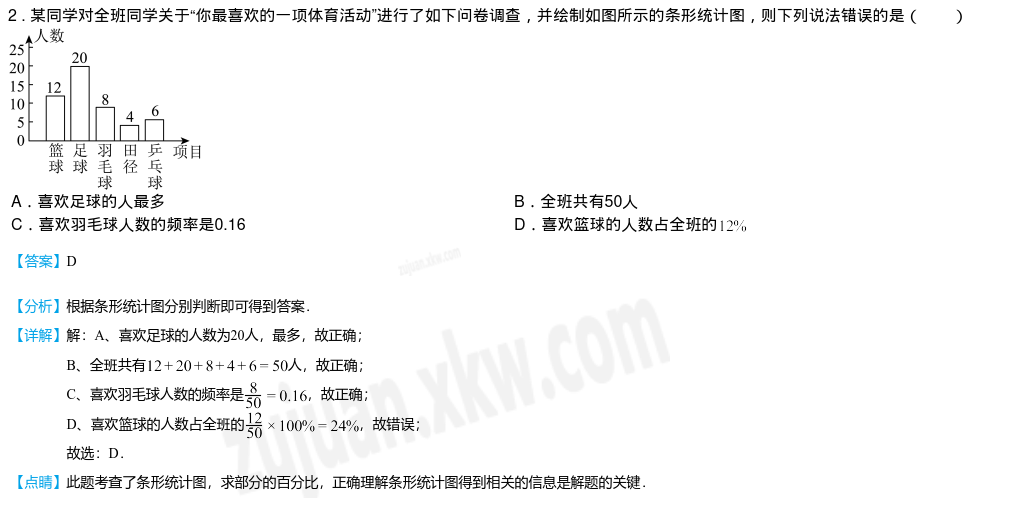 2．某同学对全班同学关于“你最喜欢的一项体育活动”进行了如下问卷调查，并绘制如图所示的条形统计图，则下列说法错误的是（　　）
人数
25
20
15
10
5
0
12
20
8
4
6
篮球
足球
羽毛球
田径
乒乓球
项目
A．喜欢足球的人最多
B．全班共有50人
C．喜欢羽毛球人数的频率是0.16
D．喜欢篮球的人数占全班的12%
【答案】D
【分析】根据条形统计图分别判断即可得到答案．
【详解】解：A、喜欢足球的人数为20人，最多，故正确；
B、全班共有12+20+8+4+6=50人，故正确；
C、喜欢羽毛球人数的频率是8/50=0.16，故正确；
D、喜欢篮球的人数占全班的12/50×100%=24%，故错误；
故选：D．
【点睛】此题考查了条形统计图，求部分的百分比，正确理解条形统计图得到相关的信息是解题的关键．
zujuan.xkw.com
zujuan.xkw.com